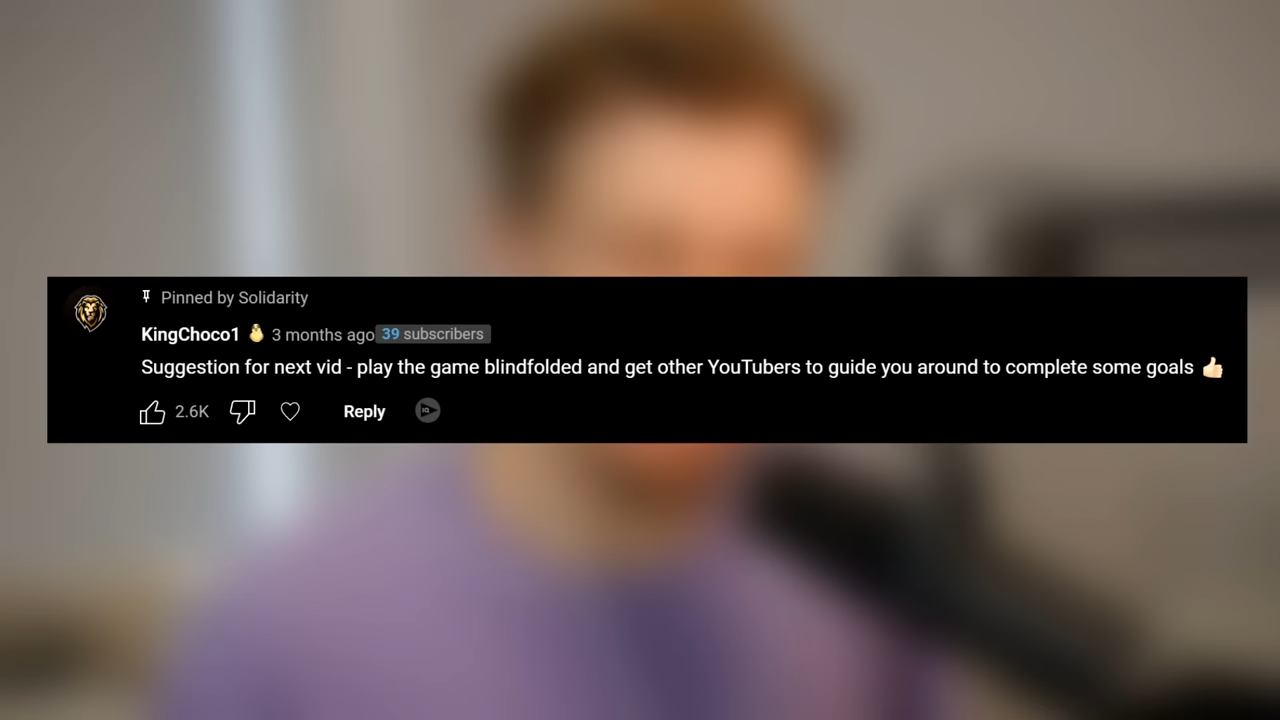 Pinned by Solidarity
KingChoco1 3 months ago 39 subscribers
Suggestion for next vid - play the game blindfolded and get other YouTubers to guide you around to complete some goals 👍🏻
2.6K Reply IQ